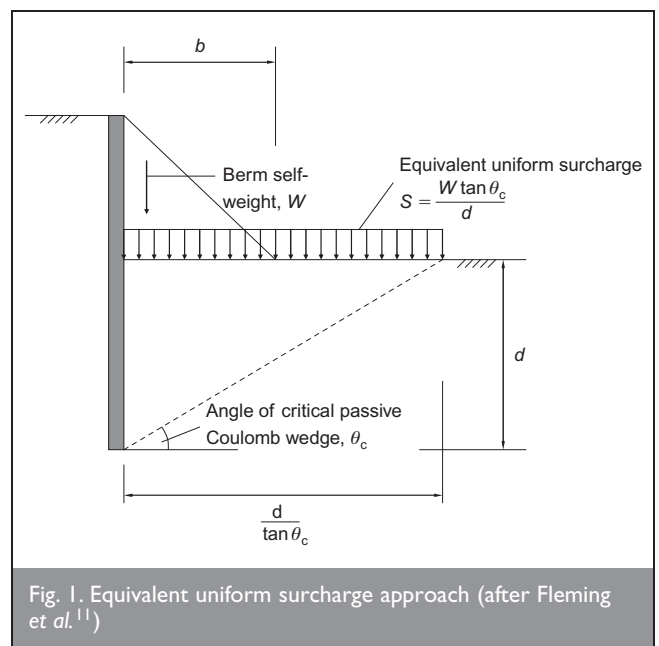 b
Berm self-
weight, W
Equivalent uniform surcharge
S = W tan θc / d
d
Angle of critical passive
Coulomb wedge, θc
d
tan θc
Fig. 1. Equivalent uniform surcharge approach (after Fleming
et al.11)